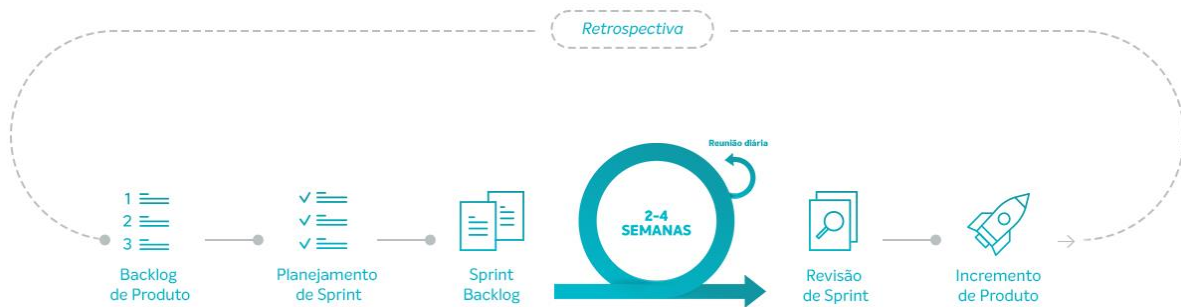 Retrospectiva
Reunião diária
1
2
3
2-4
SEMANAS
Backlog
de Produto
Planejamento
de Sprint
Sprint
Backlog
Revisão
de Sprint
Incremento
de Produto